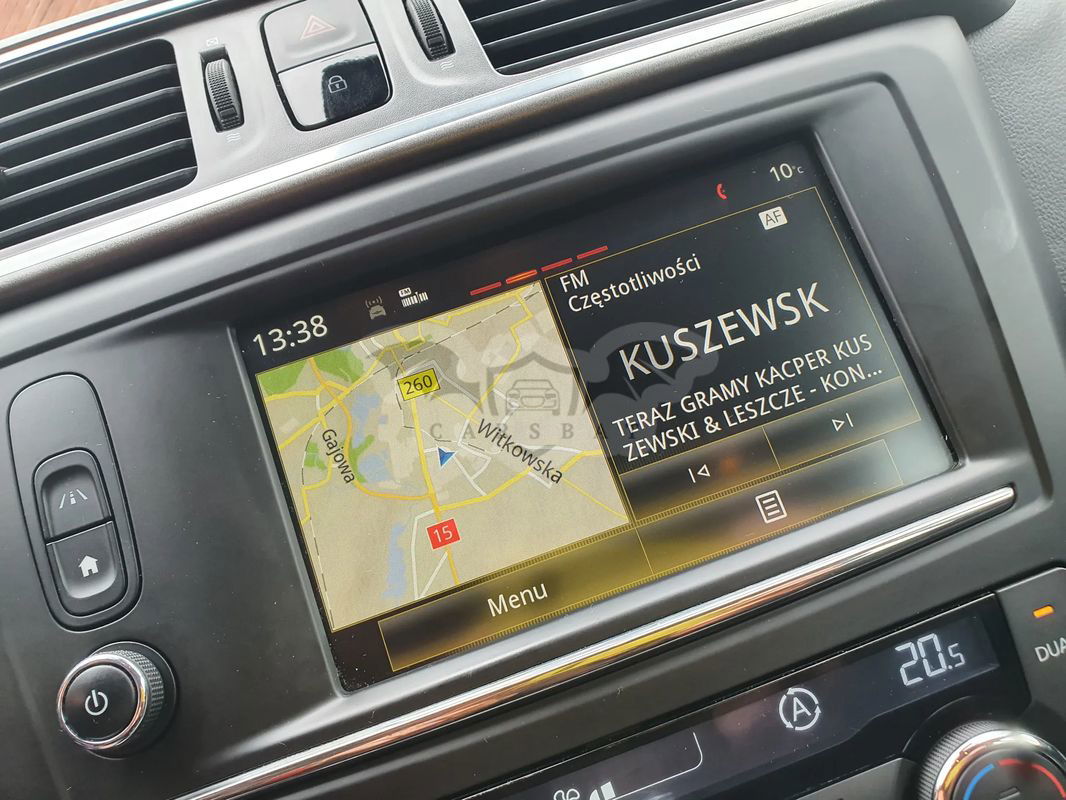 10°C
AF
13:38
FM
Częstotliwości
KUSZEWSK
TERAZ GRAMY KACPER KUS
ZEWSKI & LESZCZE - KON...
260
Gajowa
Witkowska
15
CARSBA
Menu
20.5
A
DUA